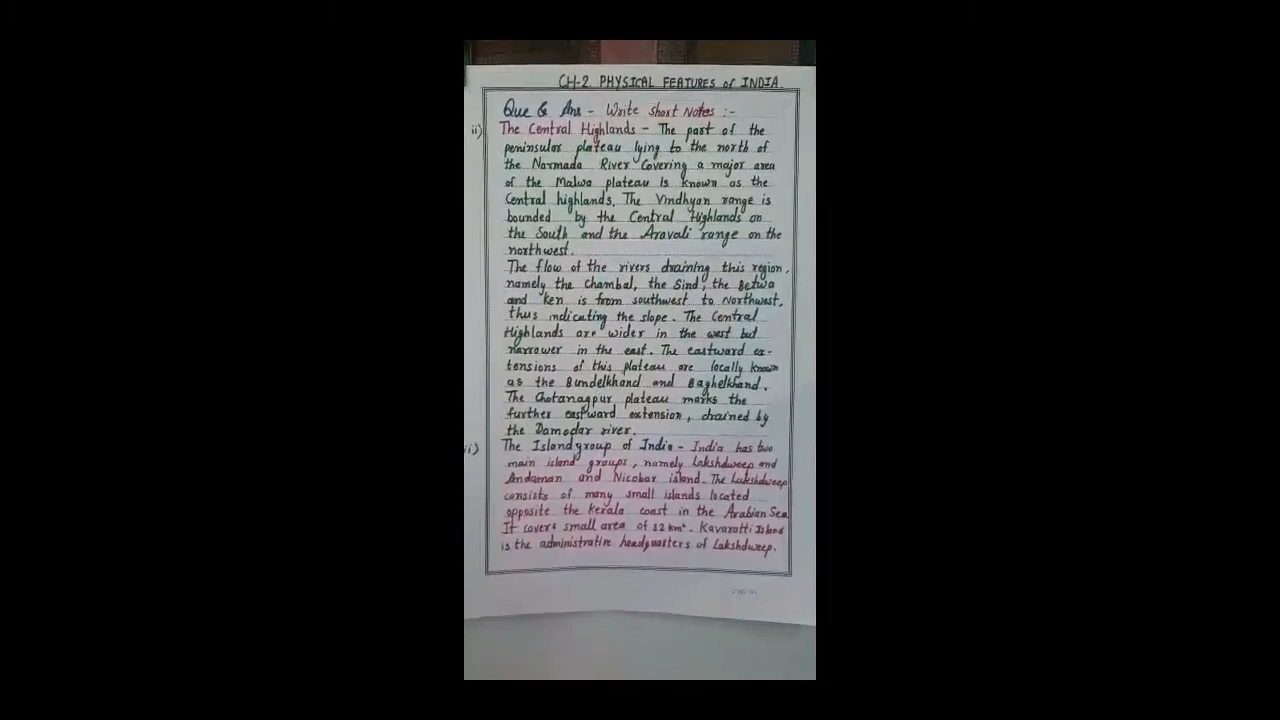 CH-2. PHYSICAL FEATURES of INDIA.
Que 6 Ans - Write short Notes :-
ii) The Central Highlands - The part of the
peninsular plateau lying to the north of
the Narmada River Covering a major area
of the Malwa plateau is known as the
Central highlands. The Vindhyan range is
bounded by the Central Highlands on
the South and the Aravali range on the
northwest.
The flow of the rivers draining this region,
namely the Chambal, the Sind, the Betwa
and Ken is from southwest to Northwest,
thus indicating the slope. The Central
Highlands are wider in the west but
narrower in the east. The eastward ex-
tensions of this plateau are locally known
as the Bundelkhand and Baghelkhand.
The Chotanagpur plateau marks the
further eastward extension, drained by
the Damodar river.
ii) The Island group of India - India has two
main island groups, namely Lakshdweep and
Andaman and Nicobar island. The Lakshdweep
consists of many small islands located
opposite the Kerala coast in the Arabian Sea.
It covers small area of 32 km². Kavaratti Island
is the administrative headquarters of Lakshdweep.